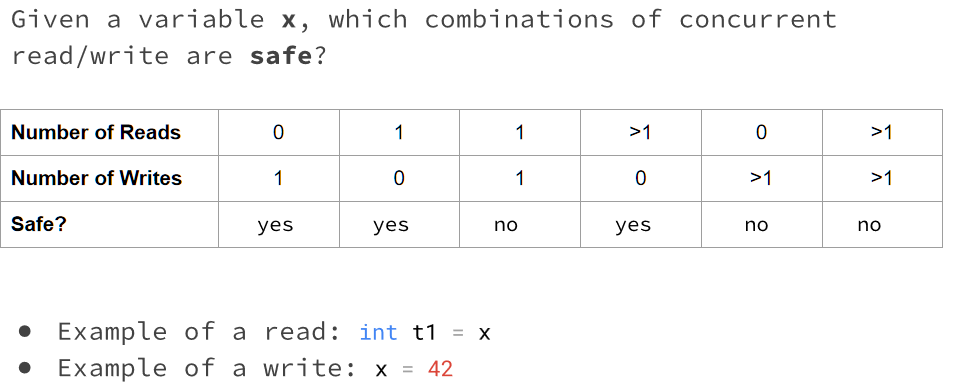 Given a variable x, which combinations of concurrent
read/write are safe?
Number of Reads 0 1 1 >1 0 >1
Number of Writes 1 0 1 0 >1 >1
Safe? yes yes no yes no no
● Example of a read: int t1 = x
● Example of a write: x = 42